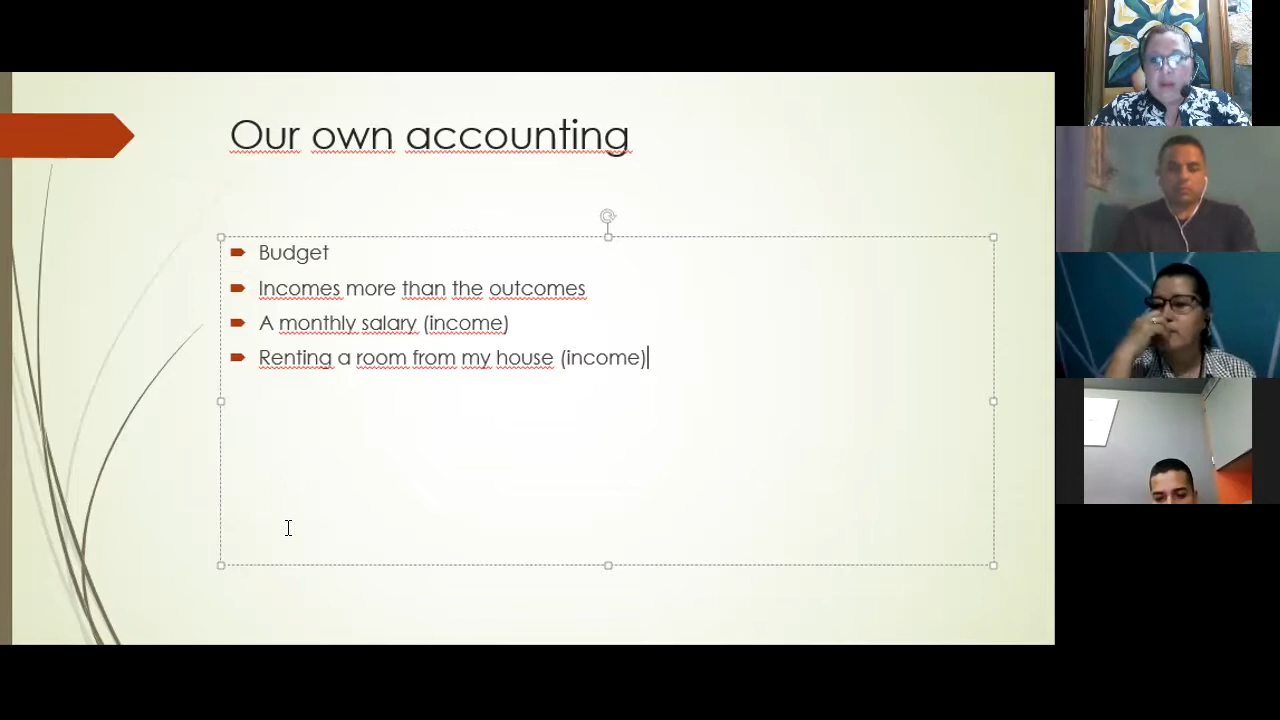 Our own accounting
Budget
Incomes more than the outcomes
A monthly salary (income)
Renting a room from my house (income)